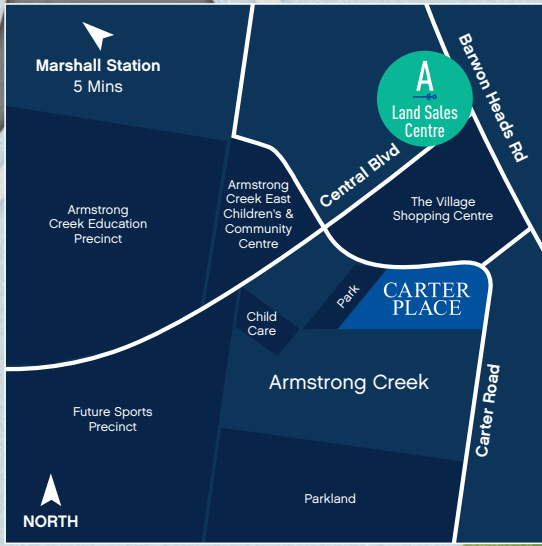 Marshall Station
5 Mins
Barwon Heads Rd
A
Land Sales
Centre
Central Blvd
Armstrong
Creek East
Children's &
Community
Centre
The Village
Shopping Centre
Armstrong
Creek Education
Precinct
Park
CARTER
PLACE
Child
Care
Armstrong Creek
Carter Road
Future Sports
Precinct
Parkland
NORTH